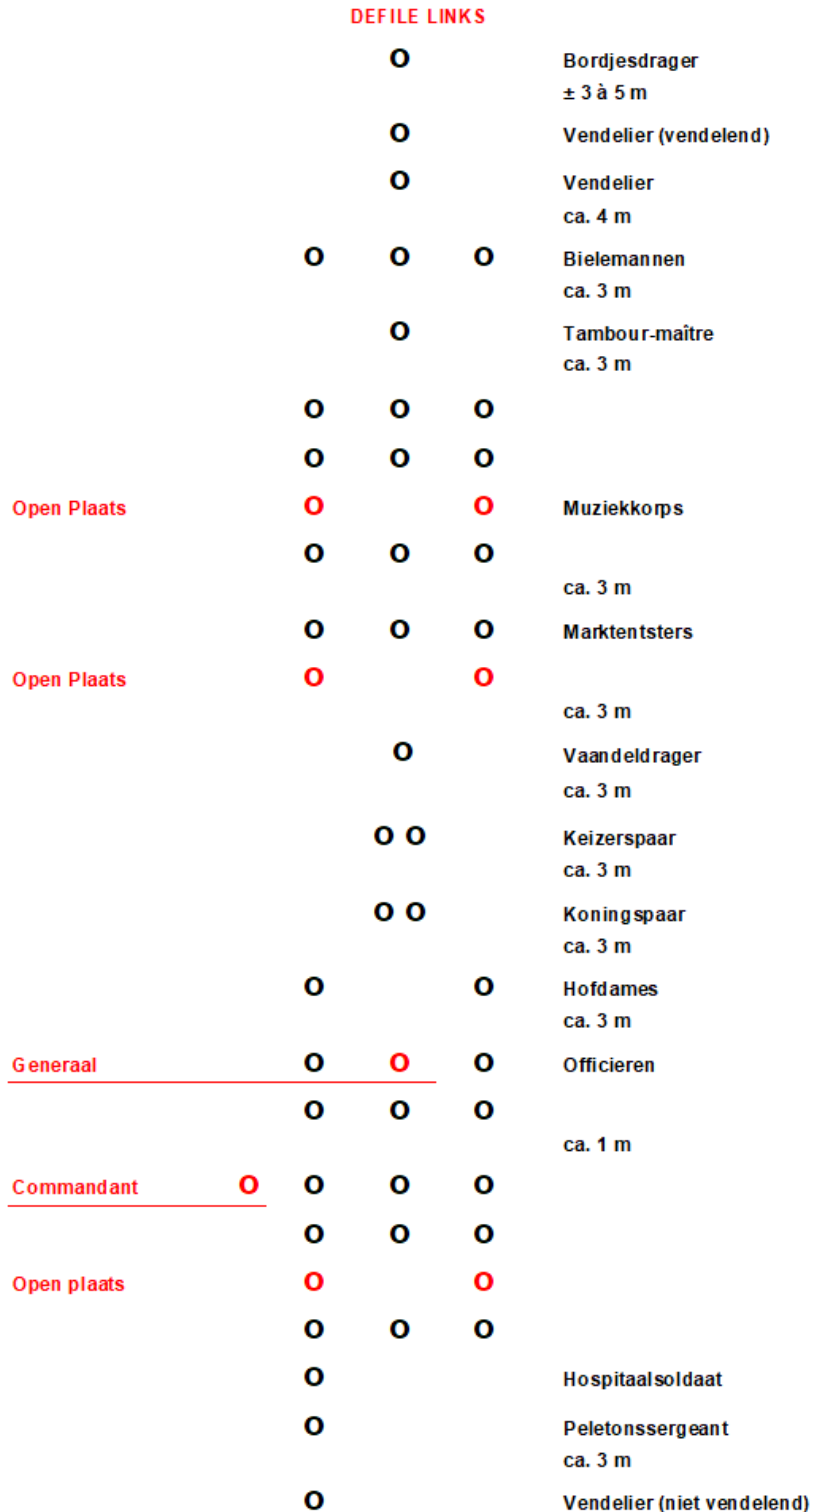 DEFILE LINKS
O Bordjesdrager
± 3 à 5 m
O Vendelier (vendelend)
O Vendelier
ca. 4 m
O O O Bielemannen
ca. 3 m
O Tambour-maître
ca. 3 m
O O O
O O O
Open Plaats O O Muziekkorps
O O O
ca. 3 m
O O O Marktentsters
Open Plaats O O
ca. 3 m
O Vaandeldrager
ca. 3 m
O O Keizerspaar
ca. 3 m
O O Koningspaar
ca. 3 m
O O Hofdames
ca. 3 m
Generaal O O O Officieren
O O O
ca. 1 m
Commandant O O O O
O O O
Open plaats O O
O O O
O Hospitaalsoldaat
O Peletonssergeant
ca. 3 m
O Vendelier (niet vendelend)